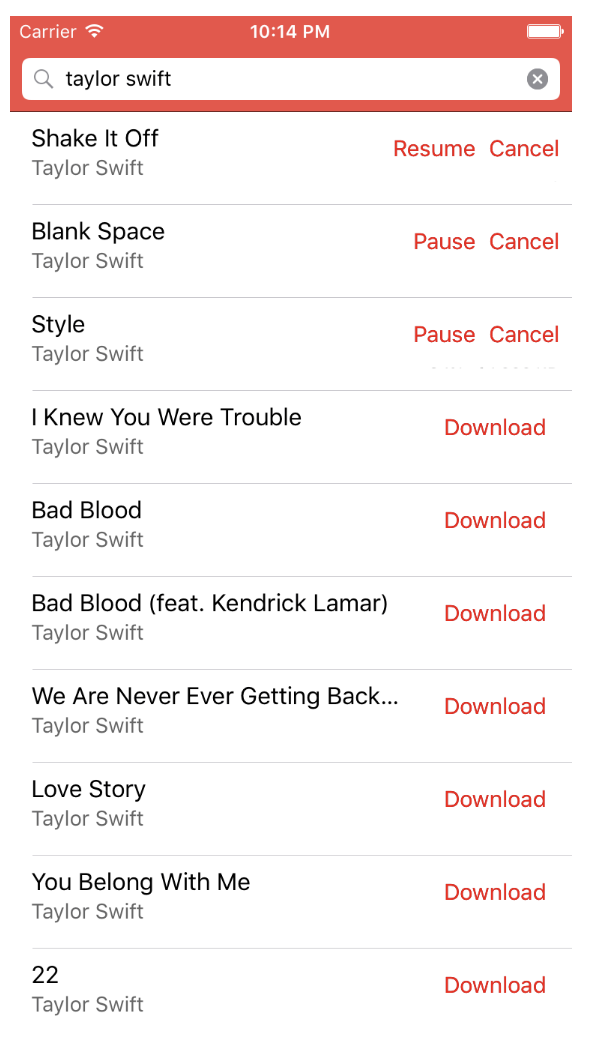 Carrier 10:14 PM
taylor swift
Shake It Off
Taylor Swift
Resume Cancel
Blank Space
Taylor Swift
Pause Cancel
Style
Taylor Swift
Pause Cancel
I Knew You Were Trouble
Taylor Swift
Download
Bad Blood
Taylor Swift
Download
Bad Blood (feat. Kendrick Lamar)
Taylor Swift
Download
We Are Never Ever Getting Back...
Taylor Swift
Download
Love Story
Taylor Swift
Download
You Belong With Me
Taylor Swift
Download
22
Taylor Swift
Download